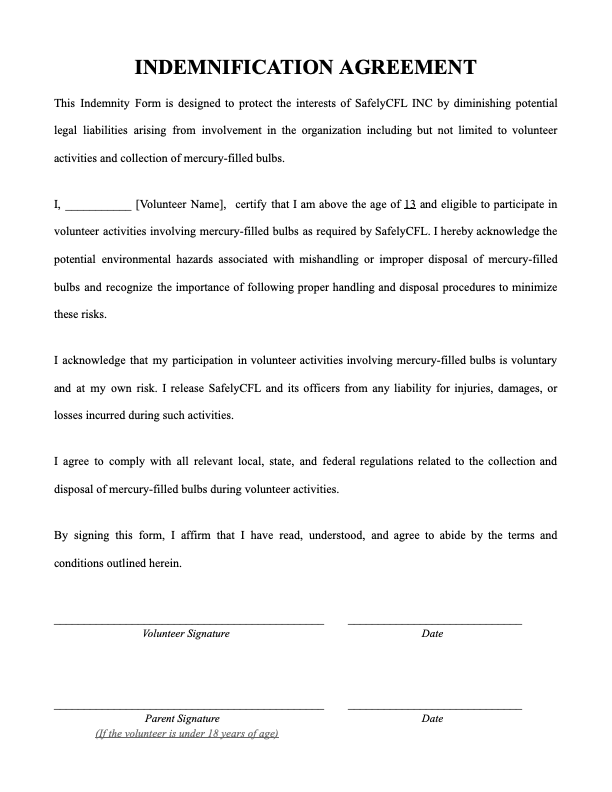 INDEMNIFICATION AGREEMENT
This Indemnity Form is designed to protect the interests of SafelyCFL INC by diminishing potential
legal liabilities arising from involvement in the organization including but not limited to volunteer
activities and collection of mercury-filled bulbs.
I, ___________ [Volunteer Name], certify that I am above the age of 13 and eligible to participate in
volunteer activities involving mercury-filled bulbs as required by SafelyCFL. I hereby acknowledge the
potential environmental hazards associated with mishandling or improper disposal of mercury-filled
bulbs and recognize the importance of following proper handling and disposal procedures to minimize
these risks.
I acknowledge that my participation in volunteer activities involving mercury-filled bulbs is voluntary
and at my own risk. I release SafelyCFL and its officers from any liability for injuries, damages, or
losses incurred during such activities.
I agree to comply with all relevant local, state, and federal regulations related to the collection and
disposal of mercury-filled bulbs during volunteer activities.
By signing this form, I affirm that I have read, understood, and agree to abide by the terms and
conditions outlined herein.
Volunteer Signature Date
Parent Signature Date
(If the volunteer is under 18 years of age)